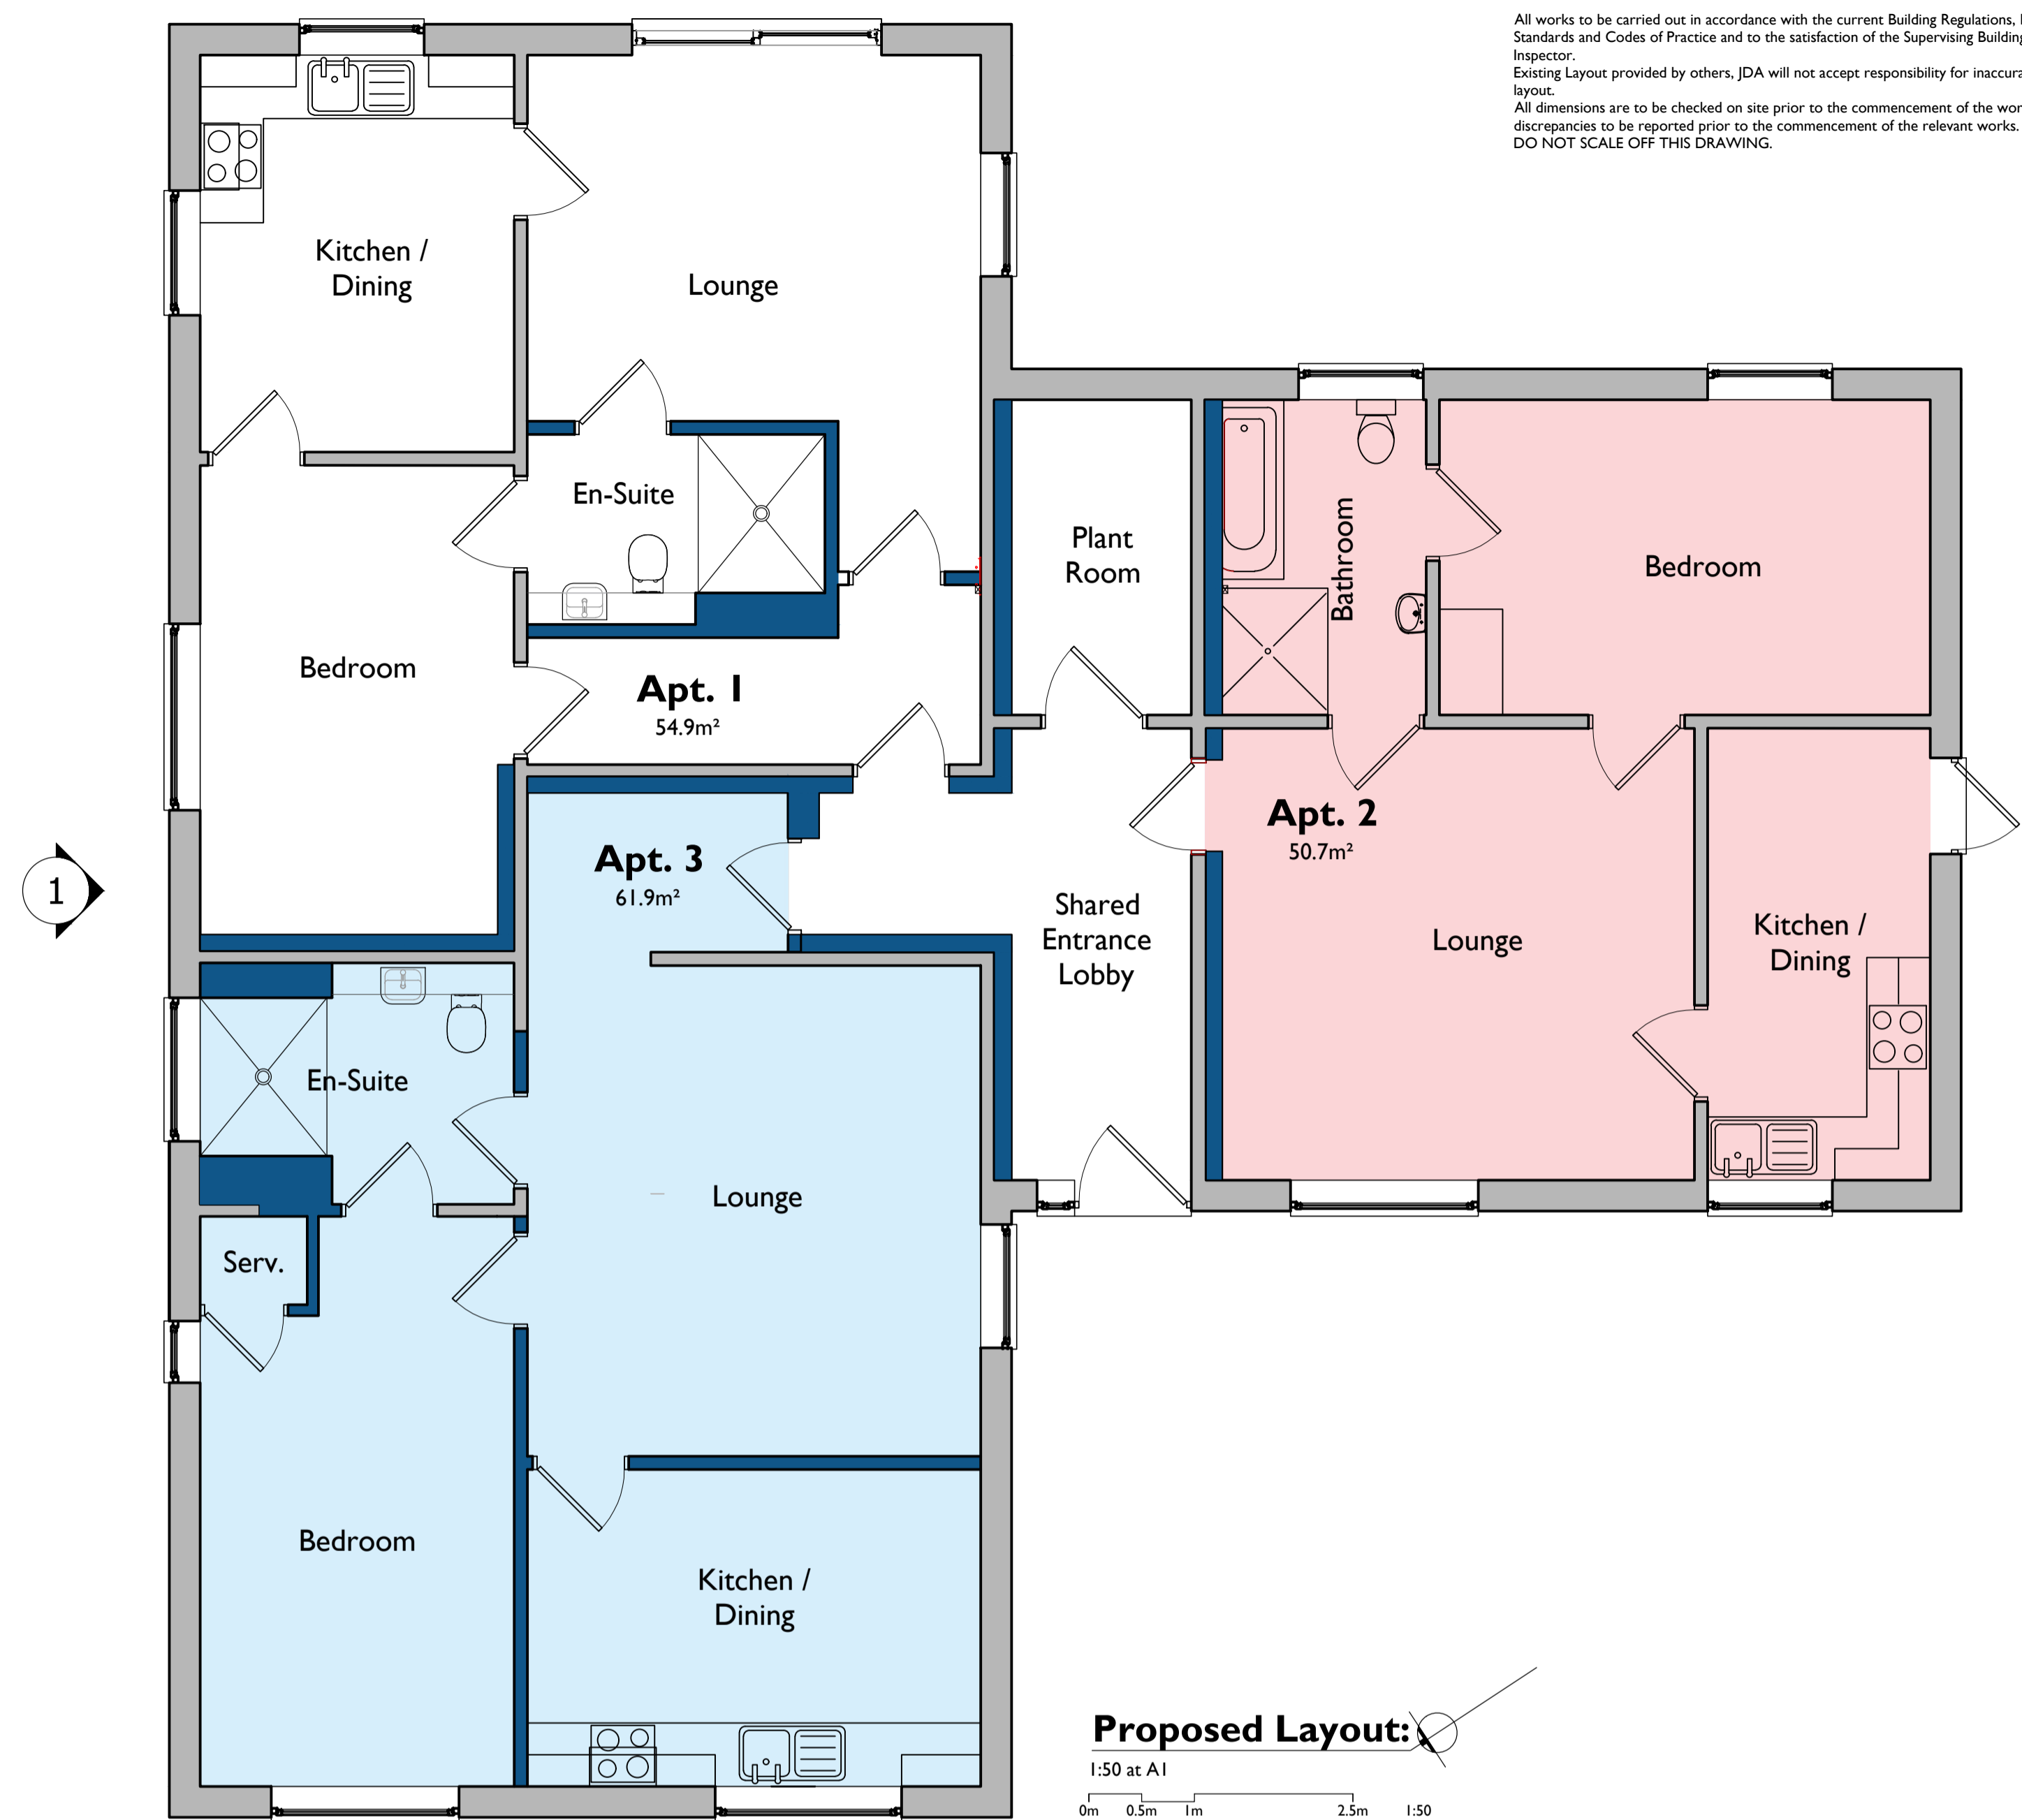 All works to be carried out in accordance with the current Building Regulations,
Standards and Codes of Practice and to the satisfaction of the Supervising Building
Inspector.
Existing Layout provided by others, JDA will not accept responsibility for
layout.
All dimensions are to be checked on site prior to the commencement of the
discrepancies to be reported prior to the commencement of the relevant works.
DO NOT SCALE OFF THIS DRAWING.
Kitchen /
Dining
Lounge
En-Suite
Bedroom
Apt. 1
54.9m²
Plant
Room
Bathroom
Bedroom
Apt. 2
50.7m²
Apt. 3
61.9m²
1
Shared
Entrance
Lobby
Lounge
Kitchen /
Dining
En-Suite
Lounge
Serv.
Bedroom
Kitchen /
Dining
Proposed Layout:
1:50 at A1
0m 0.5m 1m 2.5m 1:50